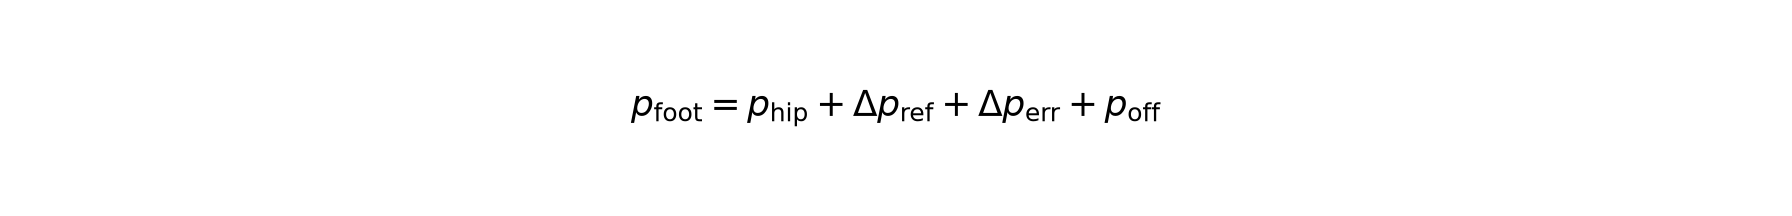 p_foot = p_hip + Δp_ref + Δp_err + p_off